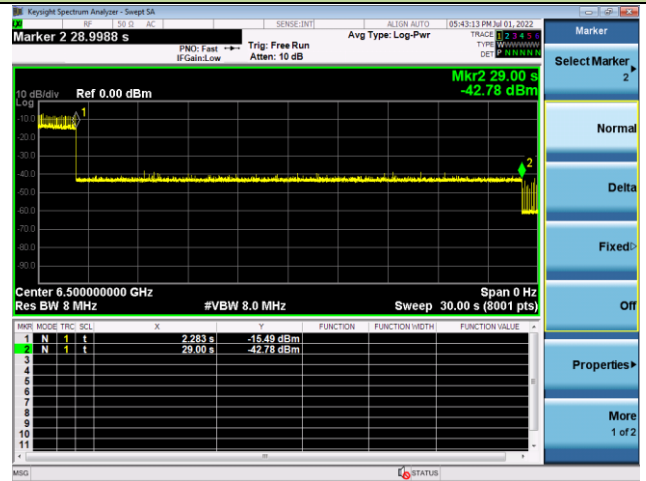 Keysight Spectrum Analyzer - Swept SA
RF 50 Ω AC SENSE:INT ALIGN AUTO 05:43:13 PM Jul 01, 2022
Marker 2 28.9988 s
PNO: Fast
IFGain:Low
Trig: Free Run
Atten: 10 dB
Avg Type: Log-Pwr
TRACE 1 2 3 4 5 6
TYPE WWWWWW
DET P N N N N N
Mkr2 29.00 s
-42.78 dBm
10 dB/div Ref 0.00 dBm
Log
-10.0
-20.0
-30.0
-40.0
-50.0
-60.0
-70.0
-80.0
-90.0
1
2
Center 6.500000000 GHz Span 0 Hz
Res BW 8 MHz #VBW 8.0 MHz Sweep 30.00 s (8001 pts)
MKR MODE TRC SCL X Y FUNCTION FUNCTION WIDTH FUNCTION VALUE
1 N 1 t 2.283 s -15.49 dBm
2 N 1 t 29.00 s -42.78 dBm
3
4
5
6
7
8
9
10
11
MSG STATUS
Marker
Select Marker
2
Normal
Delta
Fixed
Off
Properties
More
1 of 2